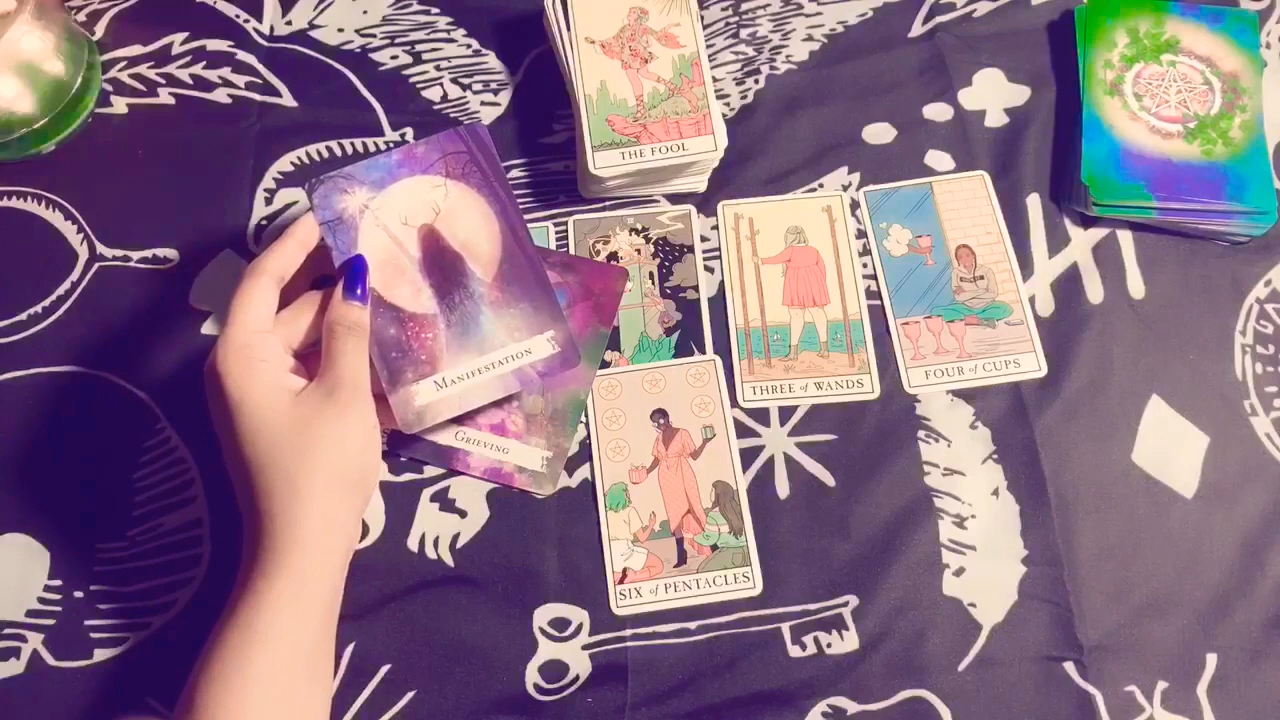 THE FOOL
MANIFESTATION
GRIEVING
THREE of WANDS
FOUR of CUPS
SIX of PENTACLES